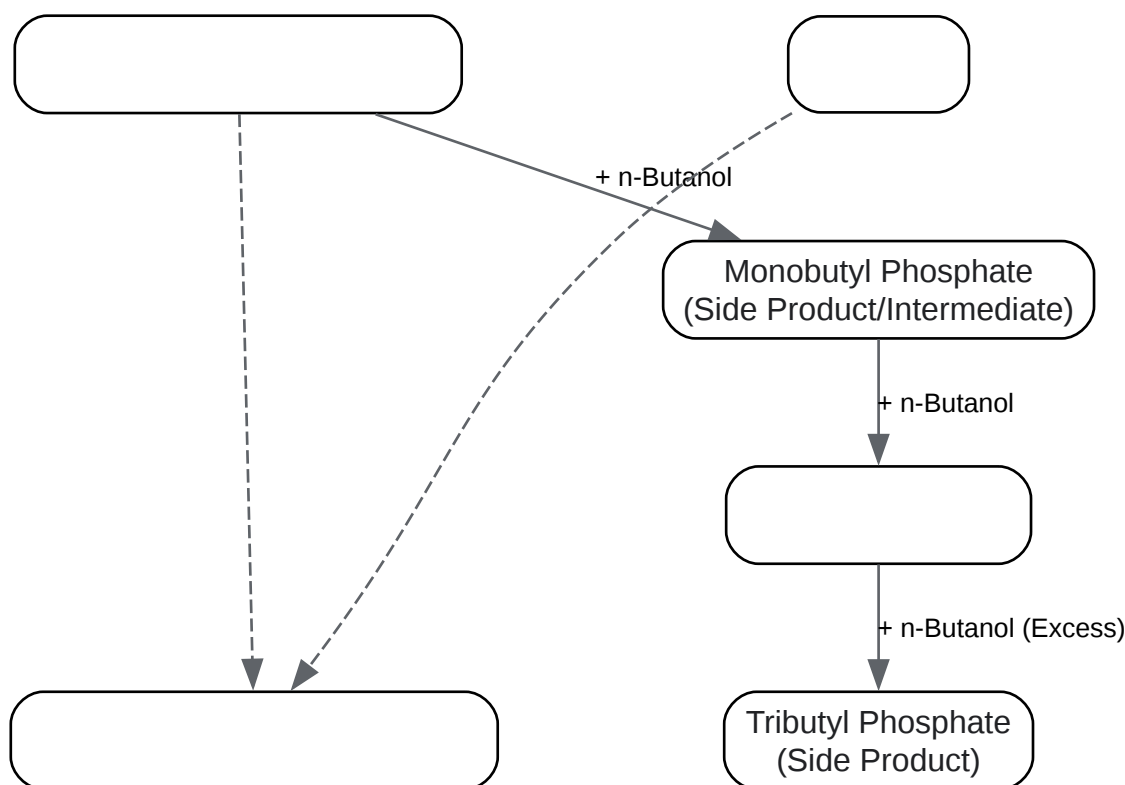 + n-Butanol
Monobutyl Phosphate
(Side Product/Intermediate)
+ n-Butanol
+ n-Butanol (Excess)
Tributyl Phosphate
(Side Product)